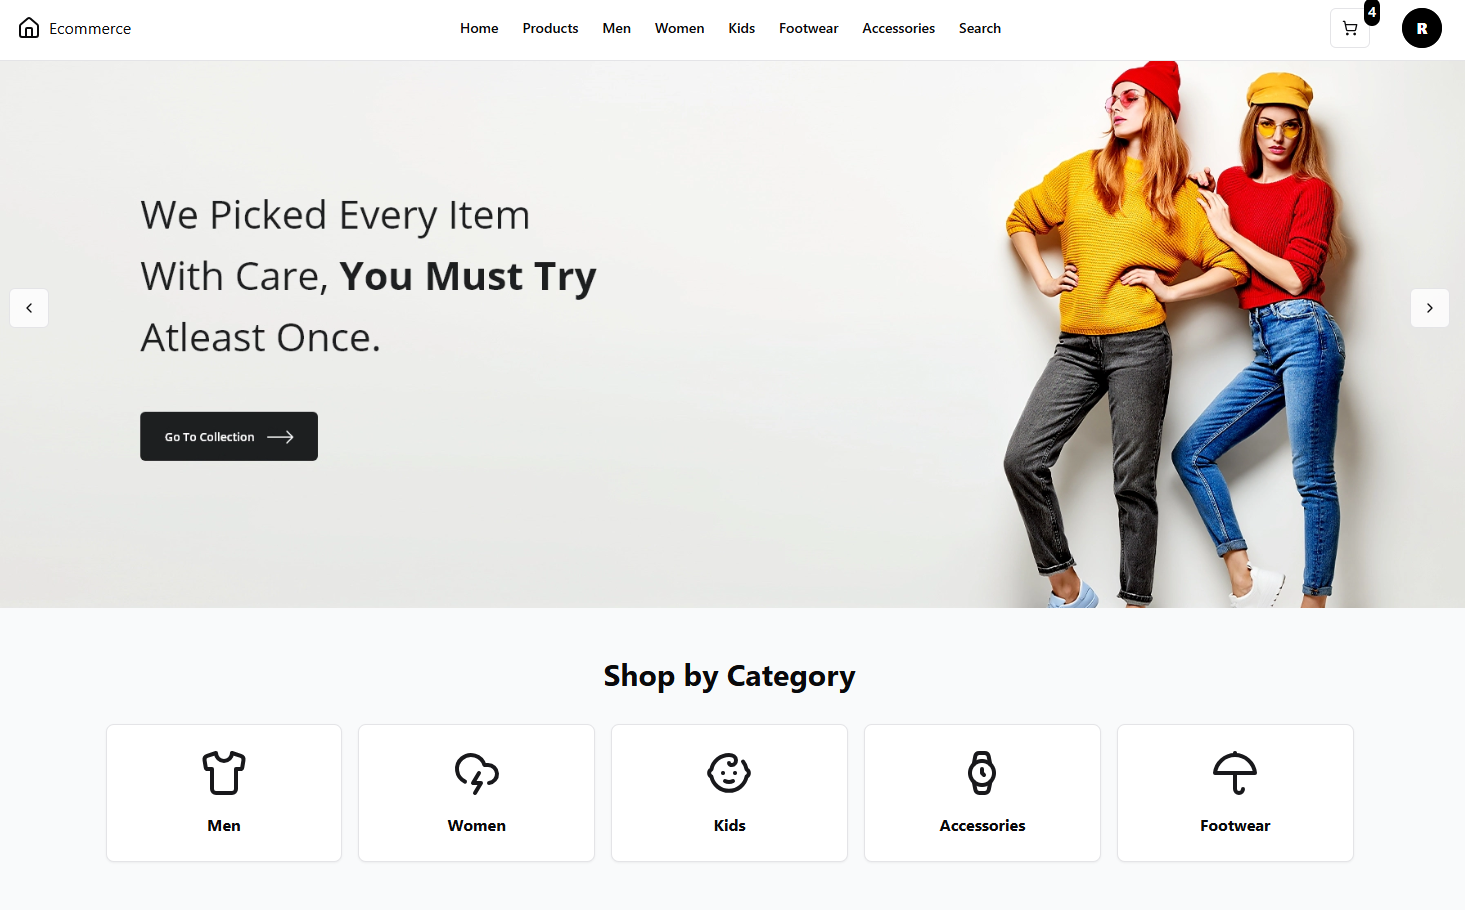 Ecommerce
Home Products Men Women Kids Footwear Accessories Search
4
R
We Picked Every Item
With Care, You Must Try
Atleast Once.
Go To Collection
Shop by Category
Men
Women
Kids
Accessories
Footwear